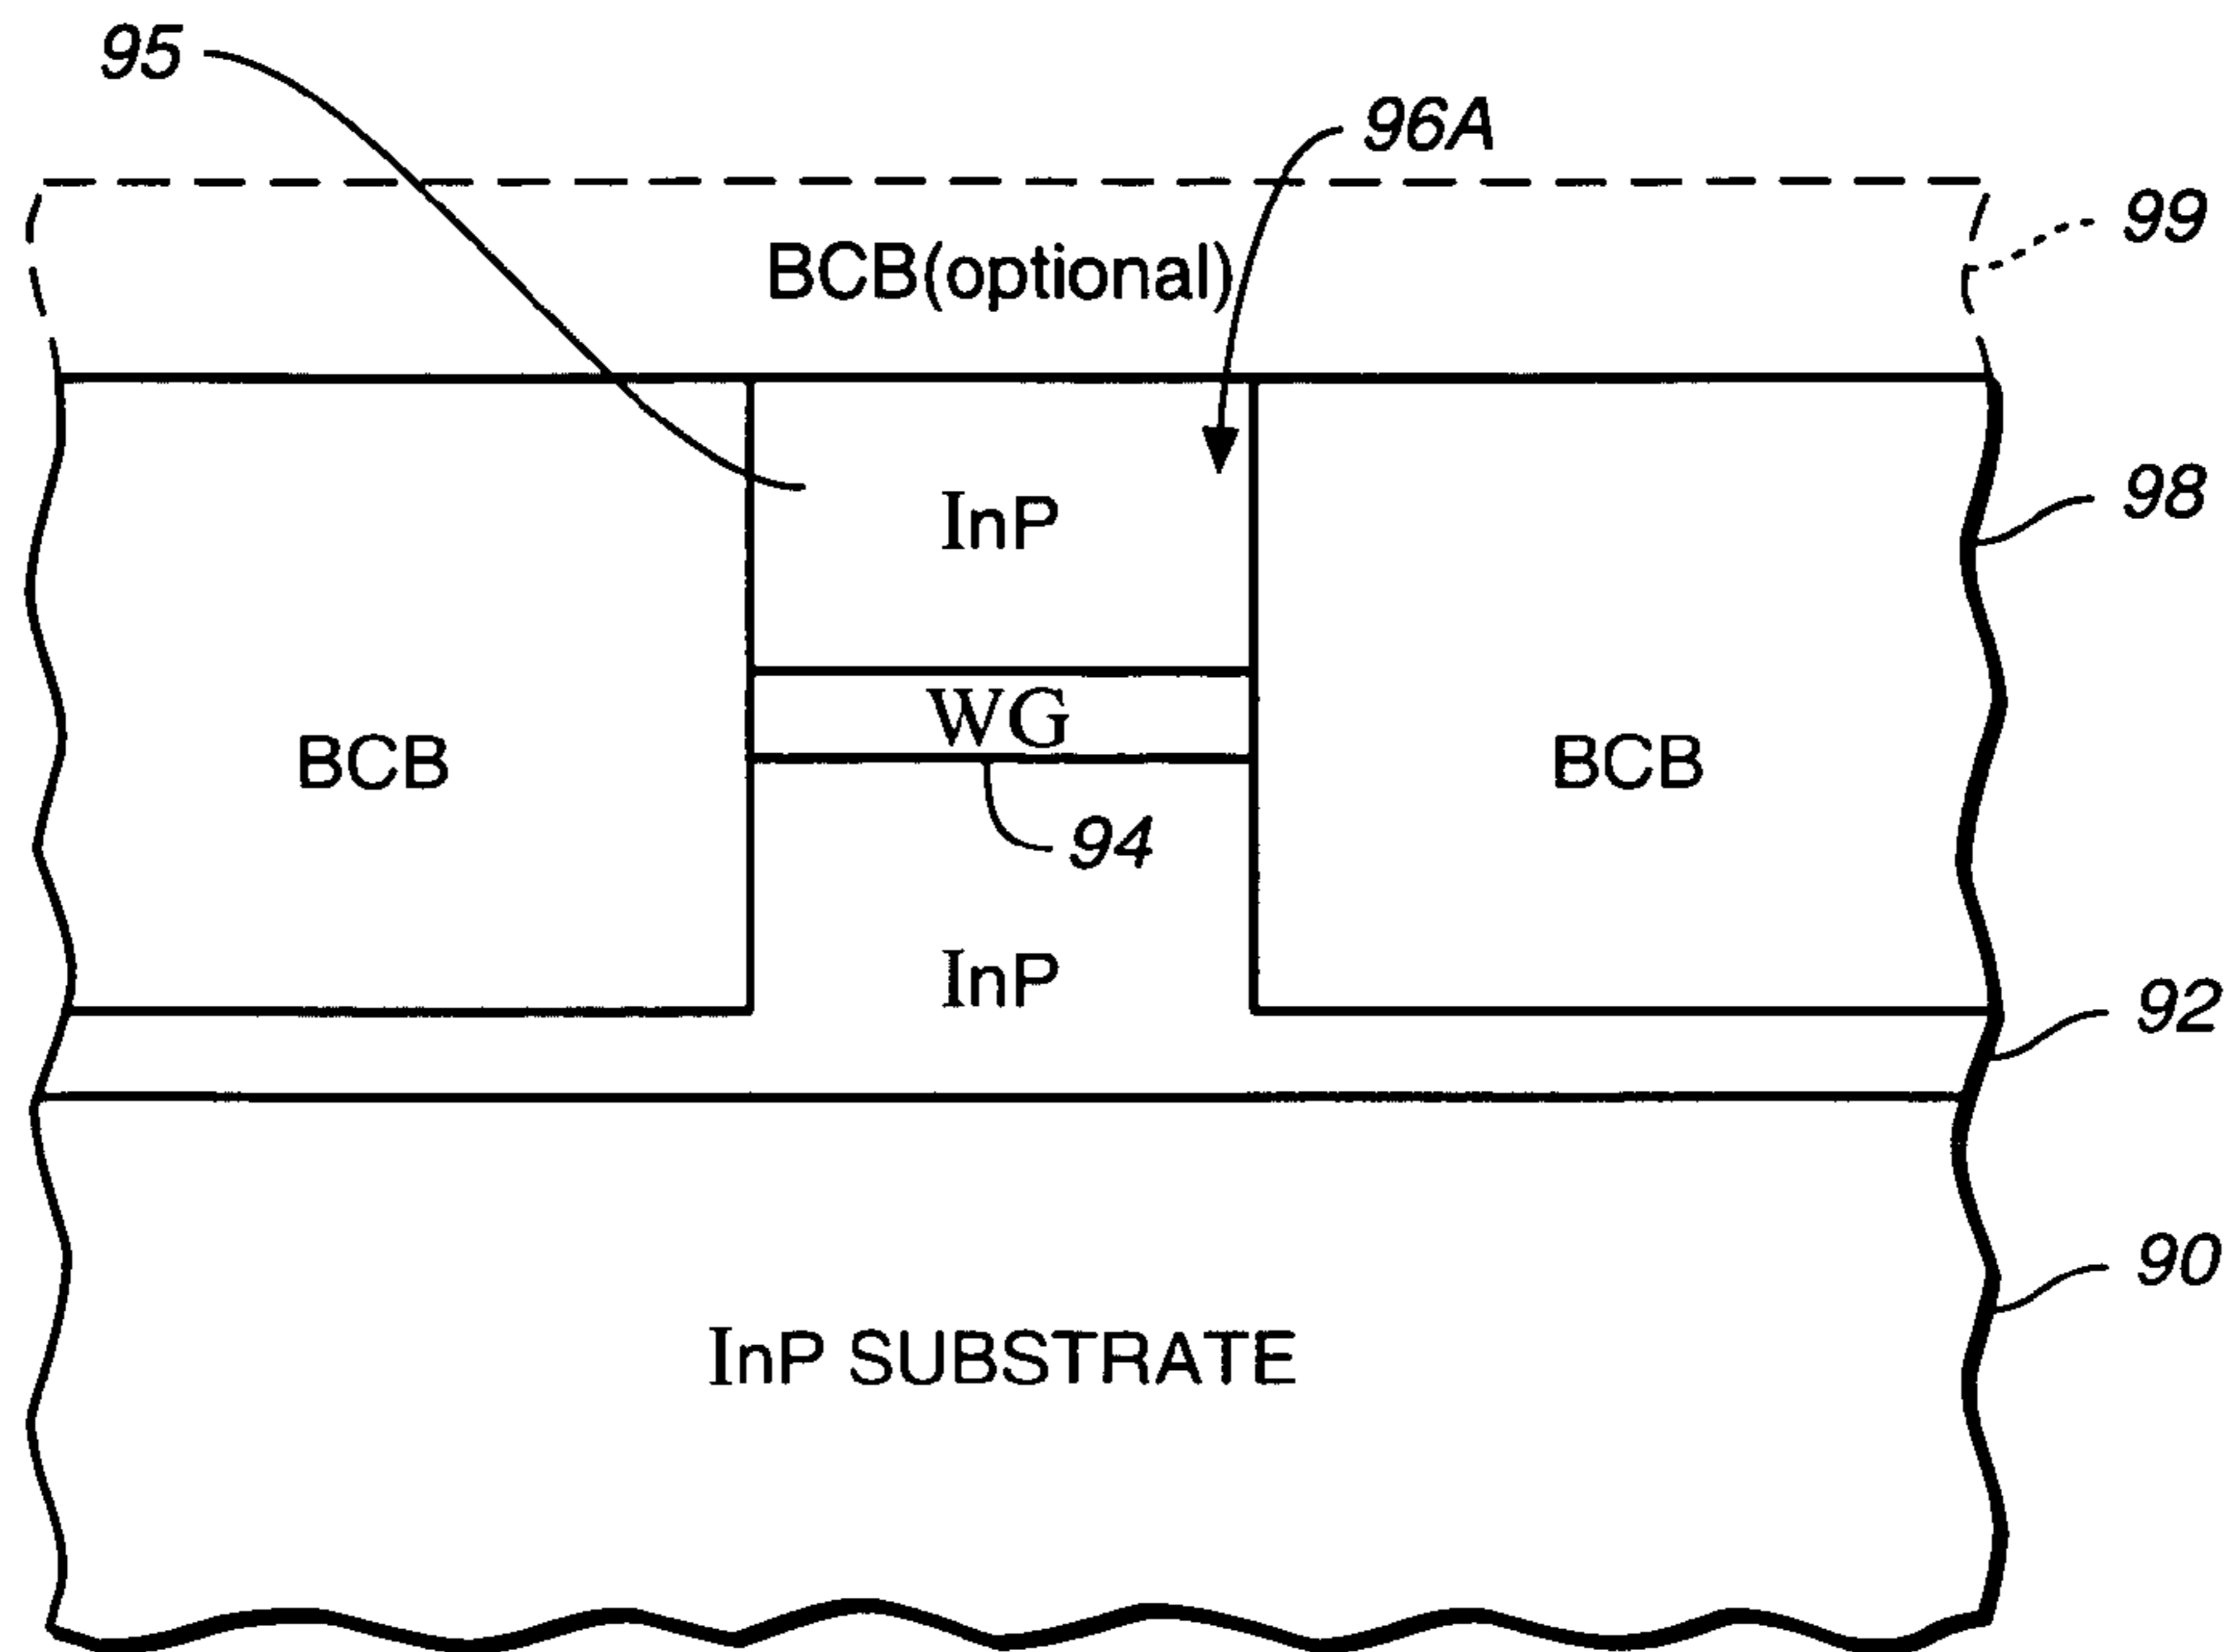 95
96A
99
BCB(optional)
98
InP
WG
BCB
BCB
94
InP
92
90
InP SUBSTRATE